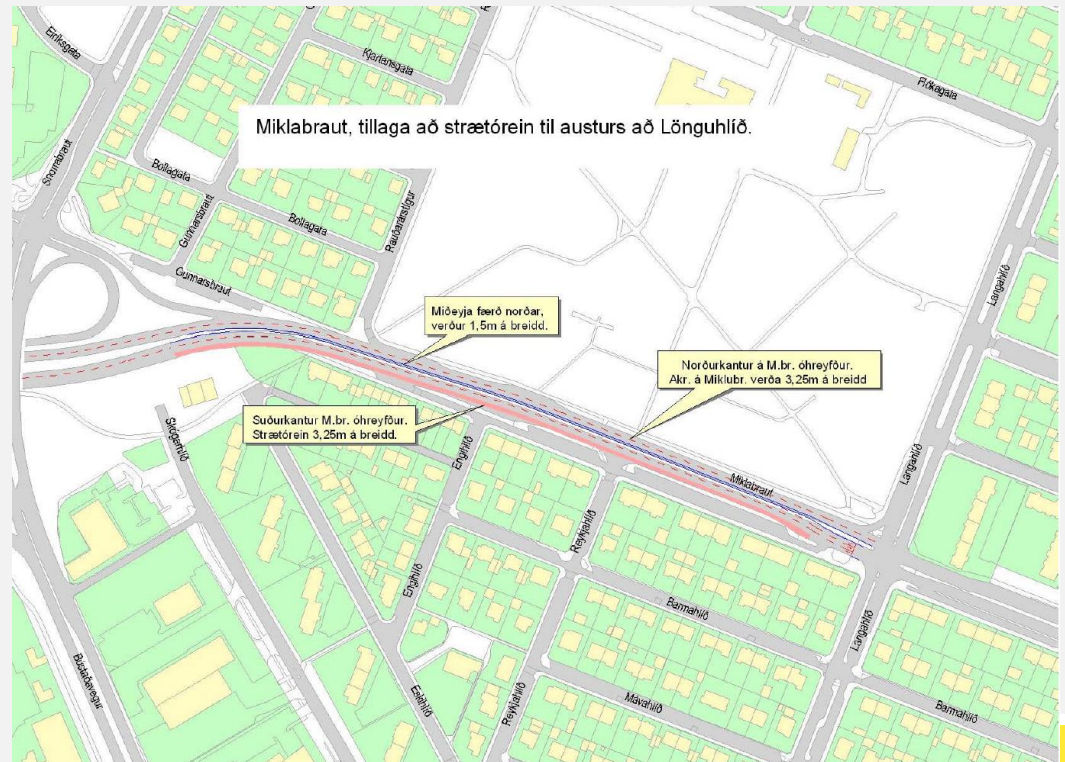 Eiríksgata
Kjartansgata
Flókagata
Miklabraut, tillaga að strætórein til austurs að Lönguhlíð.
Snorrabraut
Bollagata
Gunnarsbraut
Bollagata
Rauðarárstígur
Gunnarsbraut
Langahlíð
Miðeyja færð norðar,
verður 1,5m á breidd.
Norðurkantur á M.br. óhreyfður.
Akr. á Miklubr. verða 3,25m á breidd
Suðurkantur M.br. óhreyfður.
Strætórein 3,25m á breidd.
Skógarhlíð
Engihlíð
Miklabraut
Langahlíð
Reykjahlíð
Engihlíð
Barmahlíð
Langahlíð
Bústaðavegur
Eskihlíð
Reykjahlíð
Mávahlíð
Barmahlíð